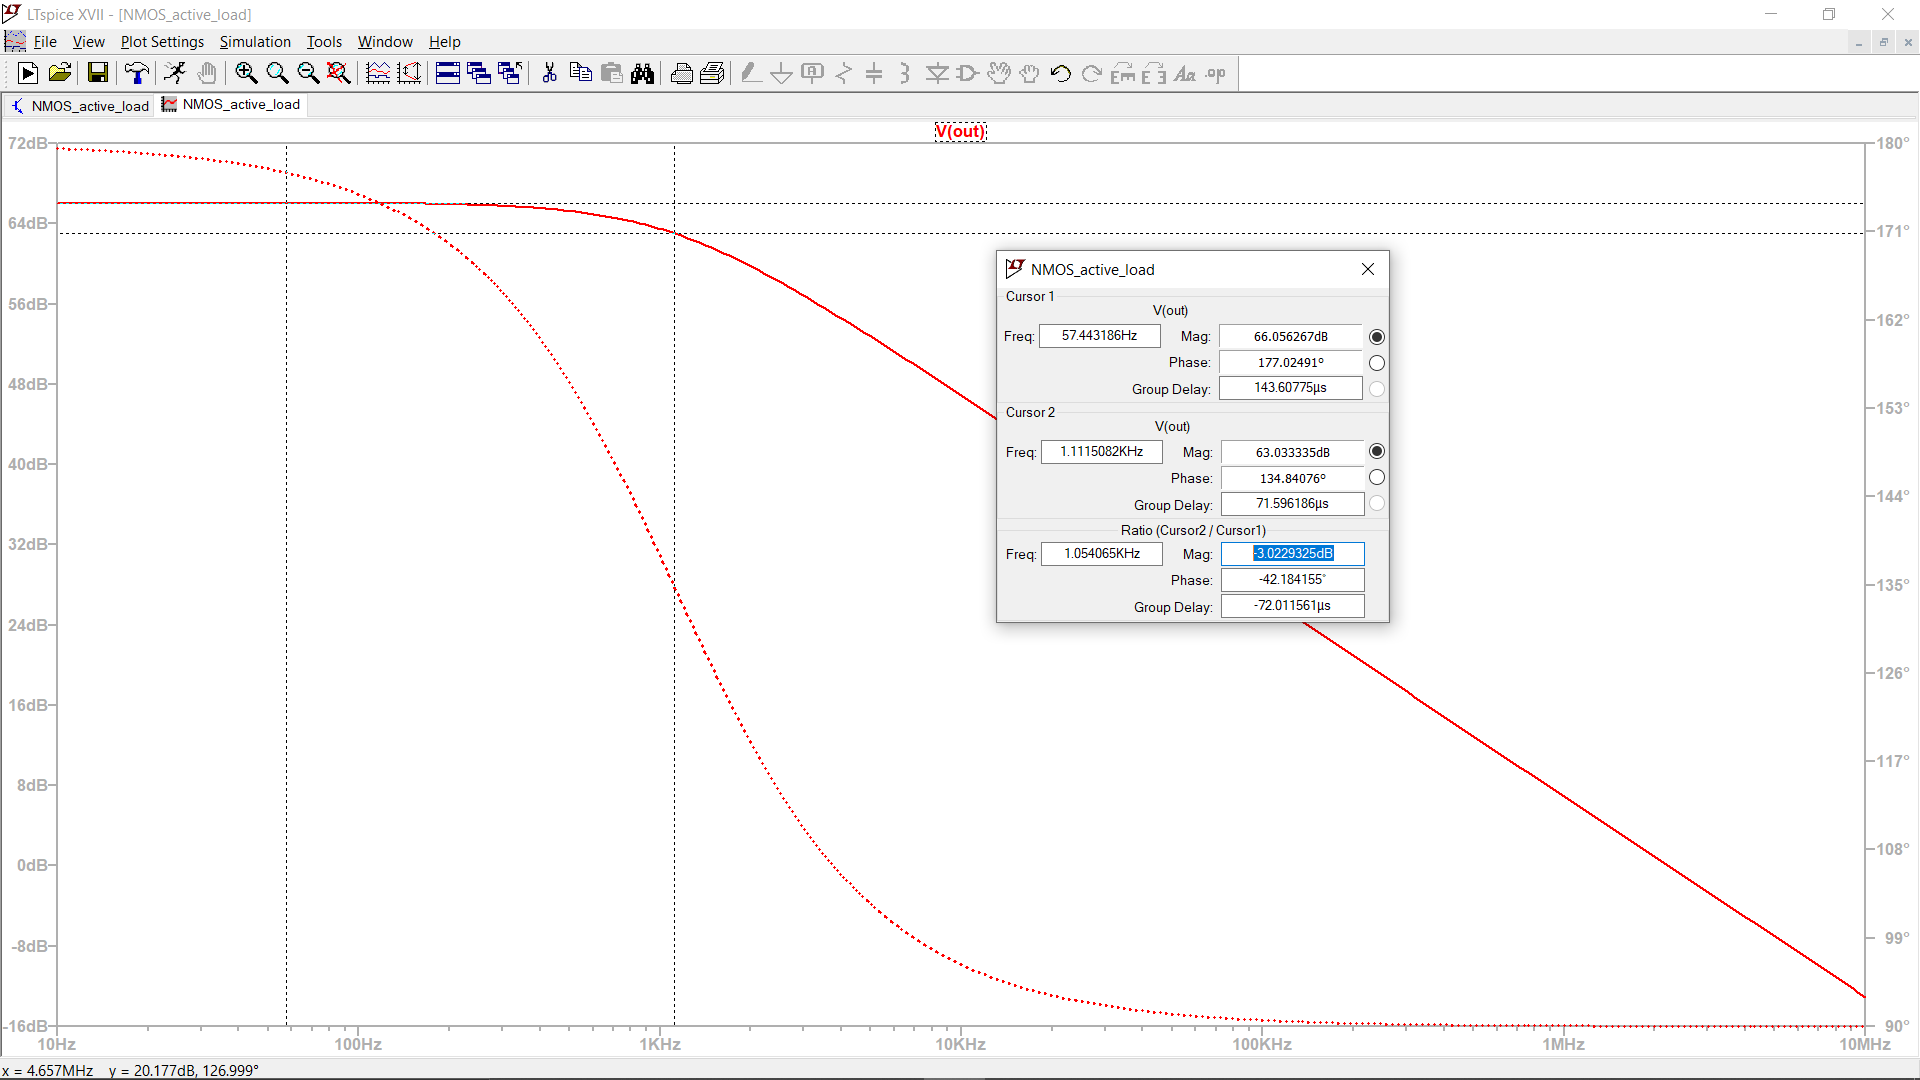 LTspice XVII - [NMOS_active_load]
File View Plot Settings Simulation Tools Window Help
NMOS_active_load NMOS_active_load
V(out)
72dB
64dB
56dB
48dB
40dB
32dB
24dB
16dB
8dB
0dB
-8dB
-16dB
180°
171°
162°
153°
144°
135°
126°
117°
108°
99°
90°
10Hz 100Hz 1KHz 10KHz 100KHz 1MHz 10MHz
NMOS_active_load
Cursor 1
V(out)
Freq: 57.443186Hz Mag: 66.056267dB
Phase: 177.02491°
Group Delay: 143.60775µs
Cursor 2
V(out)
Freq: 1.1115082KHz Mag: 63.033335dB
Phase: 134.84076°
Group Delay: 71.596186µs
Ratio (Cursor2 / Cursor1)
Freq: 1.054065KHz Mag: -3.0229325dB
Phase: -42.184155°
Group Delay: -72.011561µs
x = 4.657MHz y = 20.177dB, 126.999°